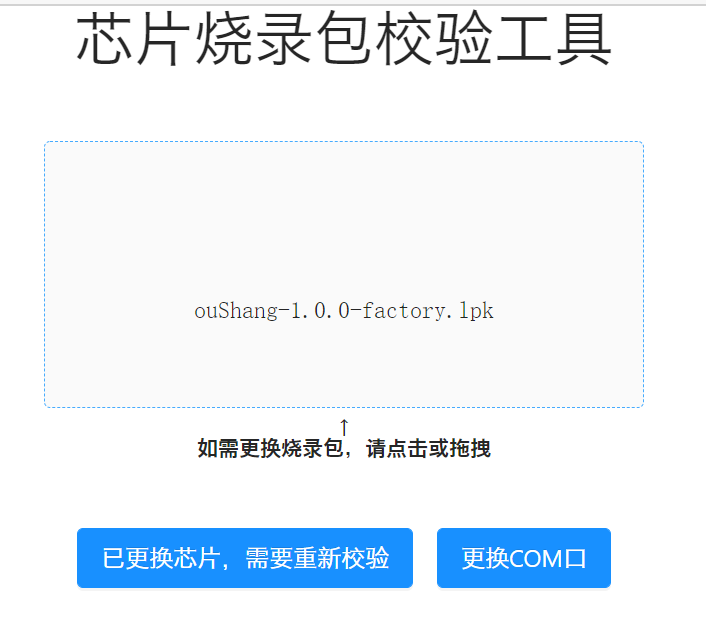 芯片烧录包校验工具
ouShang-1.0.0-factory.lpk
↑
如需更换烧录包，请点击或拖拽
已更换芯片，需要重新校验
更换COM口